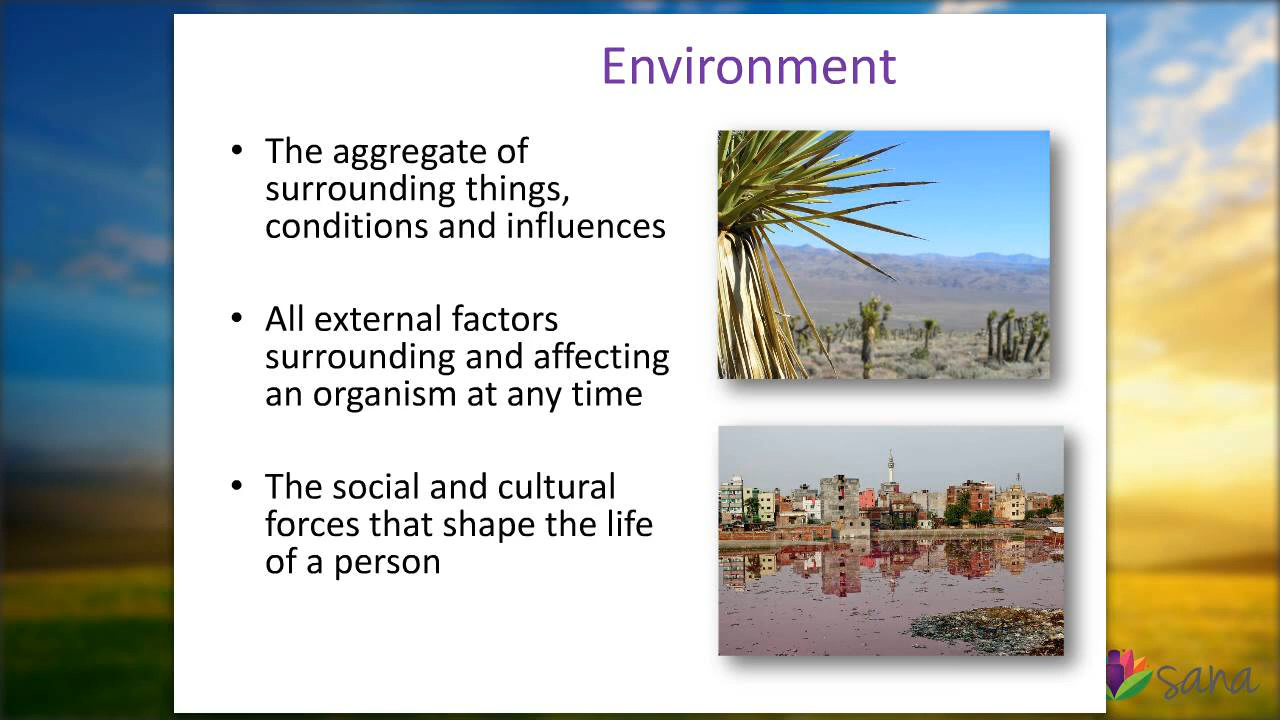 Environment
• The aggregate of
surrounding things,
conditions and influences
• All external factors
surrounding and affecting
an organism at any time
• The social and cultural
forces that shape the life
of a person
sana